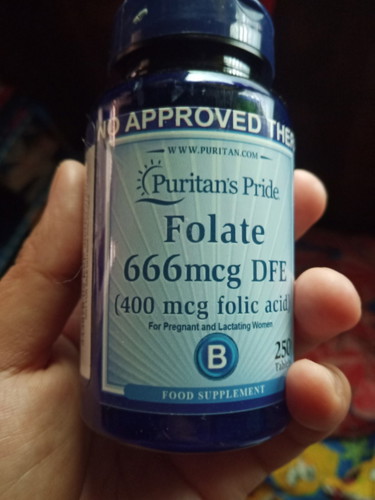 NO APPROVED THE
WWW.PURITAN.COM
Puritan's Pride
Folate
666mcg DFE
(400 mcg folic acid)
For Pregnant and Lactating Women
B
250
FOOD SUPPLEMENT